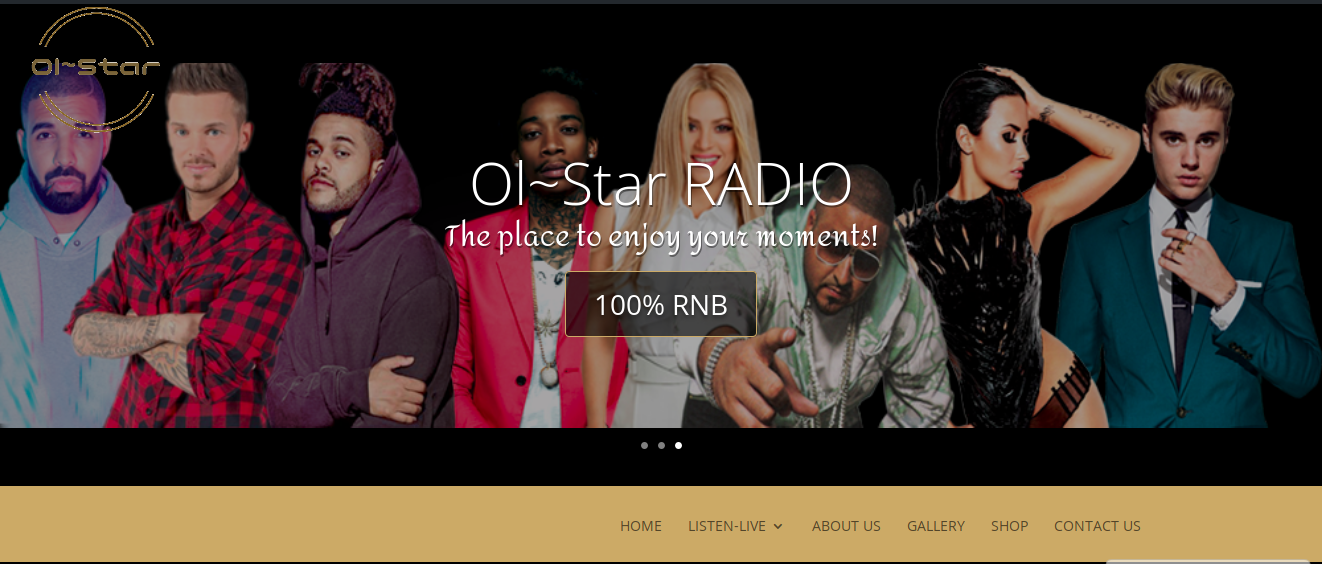 Ol~Star
Ol~Star RADIO
The place to enjoy your moments!
100% RNB
HOME LISTEN-LIVE ABOUT US GALLERY SHOP CONTACT US